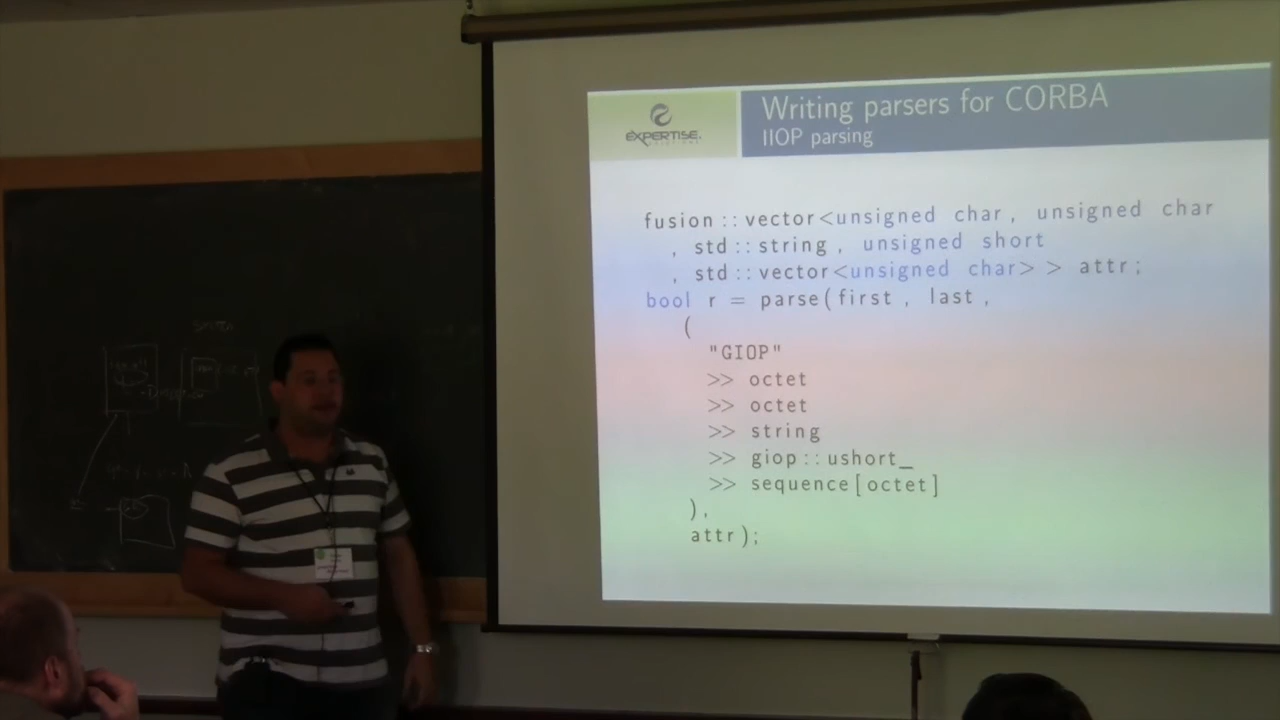 Writing parsers for CORBA
IIOP parsing
EXPERTISE.
SOLUTIONS
fusion::vector<unsigned char, unsigned char
, std::string, unsigned short
, std::vector<unsigned char> > attr;
bool r = parse(first, last,
(
"GIOP"
>> octet
>> octet
>> string
>> giop::ushort_
>> sequence[octet]
),
attr);